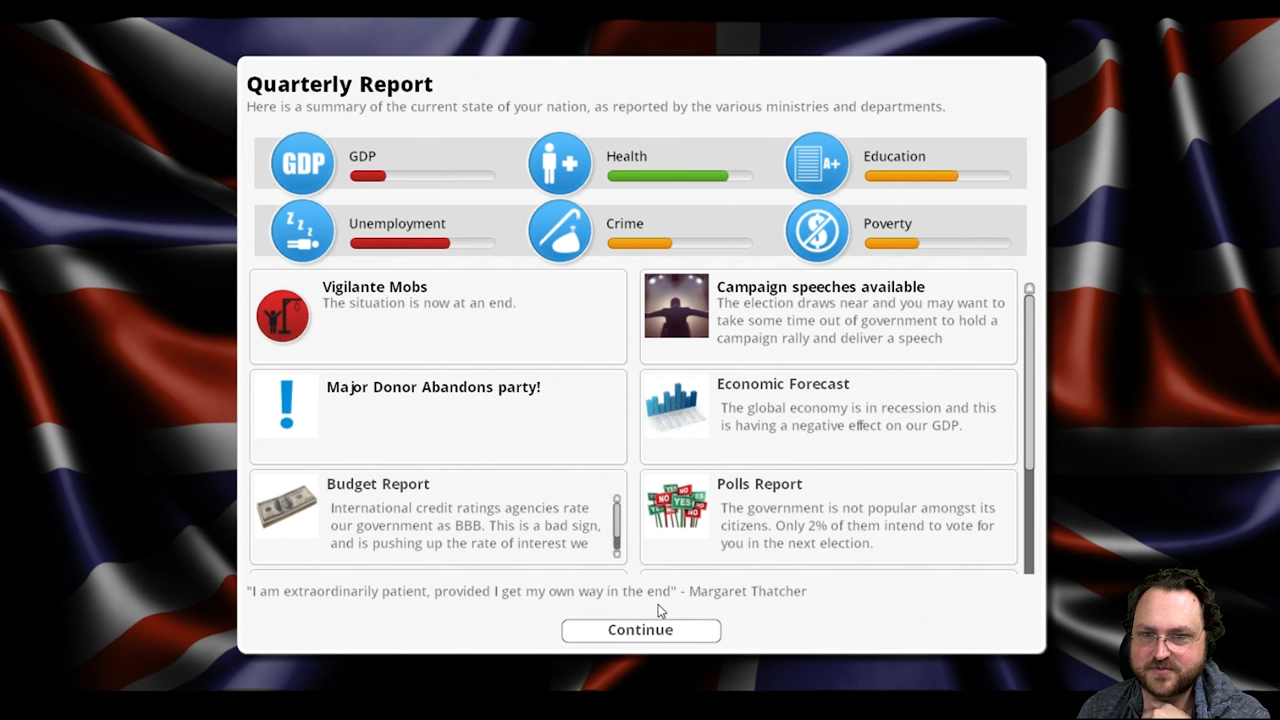 Quarterly Report
Here is a summary of the current state of your nation, as reported by the various ministries and departments.
GDP
GDP
Health
A+
Education
Z Z Z
Unemployment
Crime
$
Poverty
Vigilante Mobs
The situation is now at an end.
Campaign speeches available
The election draws near and you may want to
take some time out of government to hold a
campaign rally and deliver a speech
!
Major Donor Abandons party!
Economic Forecast
The global economy is in recession and this
is having a negative effect on our GDP.
Budget Report
International credit ratings agencies rate
our government as BBB. This is a bad sign,
and is pushing up the rate of interest we
YES
NO
NO
YES
NO
Polls Report
The government is not popular amongst its
citizens. Only 2% of them intend to vote for
you in the next election.
"I am extraordinarily patient, provided I get my own way in the end" - Margaret Thatcher
Continue